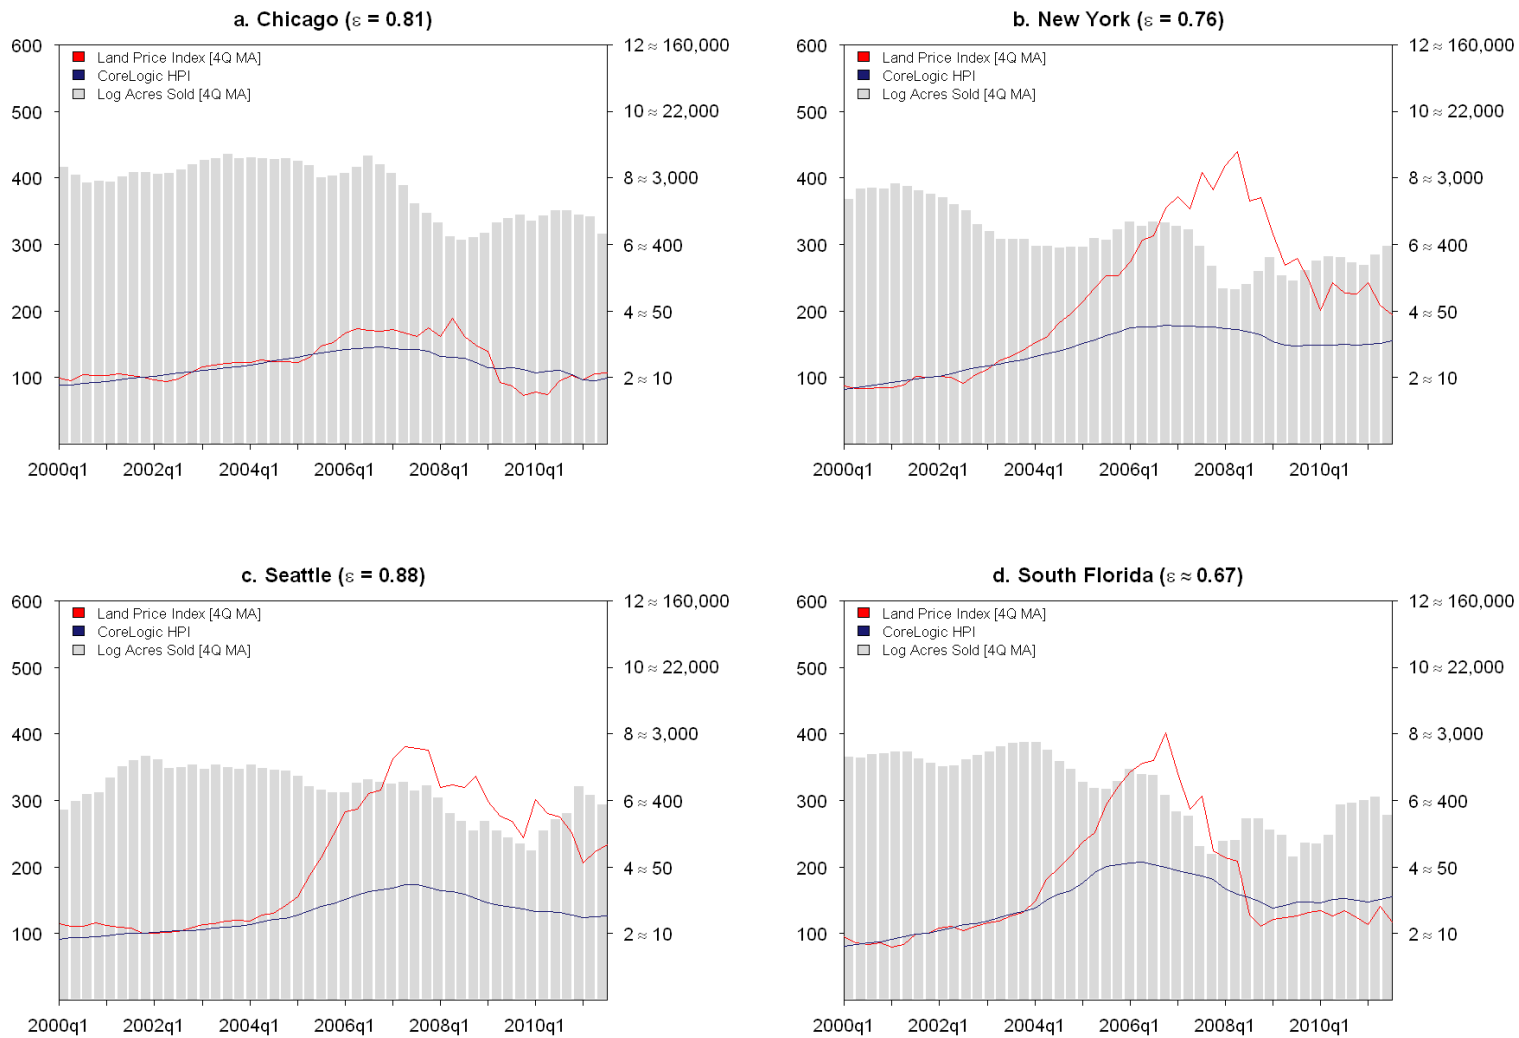 a. Chicago (ε = 0.81)
600
500
400
300
200
100
Land Price Index [4Q MA]
CoreLogic HPI
Log Acres Sold [4Q MA]
12 ≈ 160,000
10 ≈ 22,000
8 ≈ 3,000
6 ≈ 400
4 ≈ 50
2 ≈ 10
2000q1 2002q1 2004q1 2006q1 2008q1 2010q1
b. New York (ε = 0.76)
600
500
400
300
200
100
Land Price Index [4Q MA]
CoreLogic HPI
Log Acres Sold [4Q MA]
12 ≈ 160,000
10 ≈ 22,000
8 ≈ 3,000
6 ≈ 400
4 ≈ 50
2 ≈ 10
2000q1 2002q1 2004q1 2006q1 2008q1 2010q1
c. Seattle (ε = 0.88)
600
500
400
300
200
100
Land Price Index [4Q MA]
CoreLogic HPI
Log Acres Sold [4Q MA]
12 ≈ 160,000
10 ≈ 22,000
8 ≈ 3,000
6 ≈ 400
4 ≈ 50
2 ≈ 10
2000q1 2002q1 2004q1 2006q1 2008q1 2010q1
d. South Florida (ε ≈ 0.67)
600
500
400
300
200
100
Land Price Index [4Q MA]
CoreLogic HPI
Log Acres Sold [4Q MA]
12 ≈ 160,000
10 ≈ 22,000
8 ≈ 3,000
6 ≈ 400
4 ≈ 50
2 ≈ 10
2000q1 2002q1 2004q1 2006q1 2008q1 2010q1